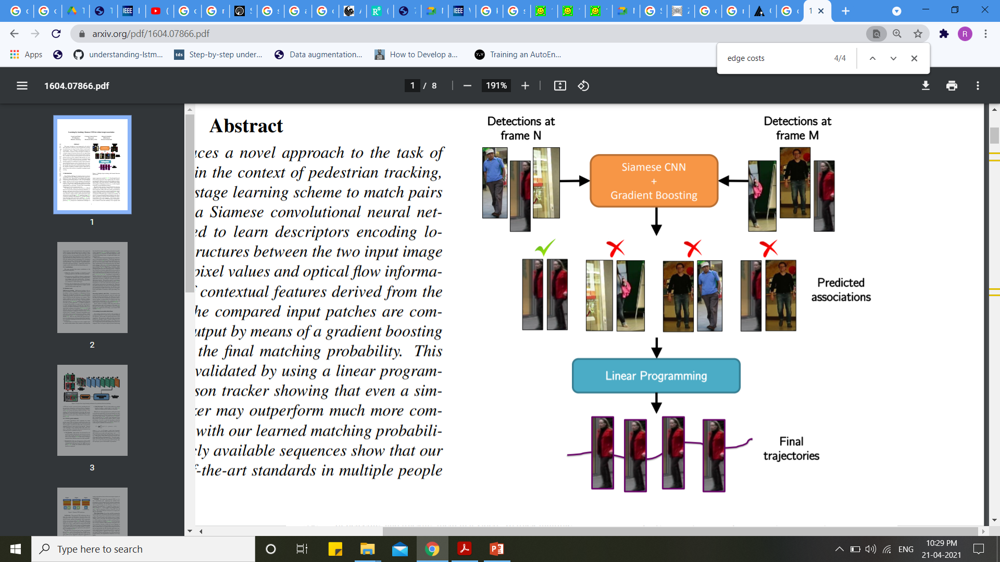 arxiv.org/pdf/1604.07866.pdf
R
Apps
understanding-lstm...
tds
Step-by-step under...
Data augmentation...
How to Develop a...
Training an AutoEn...
edge costs
4/4
1604.07866.pdf
1 / 8
191%
1
2
3
Abstract
ces a novel approach to the task of
in the context of pedestrian tracking,
stage learning scheme to match pairs
a Siamese convolutional neural net-
ed to learn descriptors encoding lo-
ructures between the two input image
pixel values and optical flow informa-
f contextual features derived from the
he compared input patches are com-
utput by means of a gradient boosting
the final matching probability. This
validated by using a linear program-
son tracker showing that even a sim-
ker may outperform much more com-
with our learned matching probabili-
ly available sequences show that our
f-the-art standards in multiple people
Detections at
frame N
Detections at
frame M
Siamese CNN
+
Gradient Boosting
Predicted
associations
Linear Programming
Final
trajectories
Type here to search
ENG
10:29 PM
21-04-2021